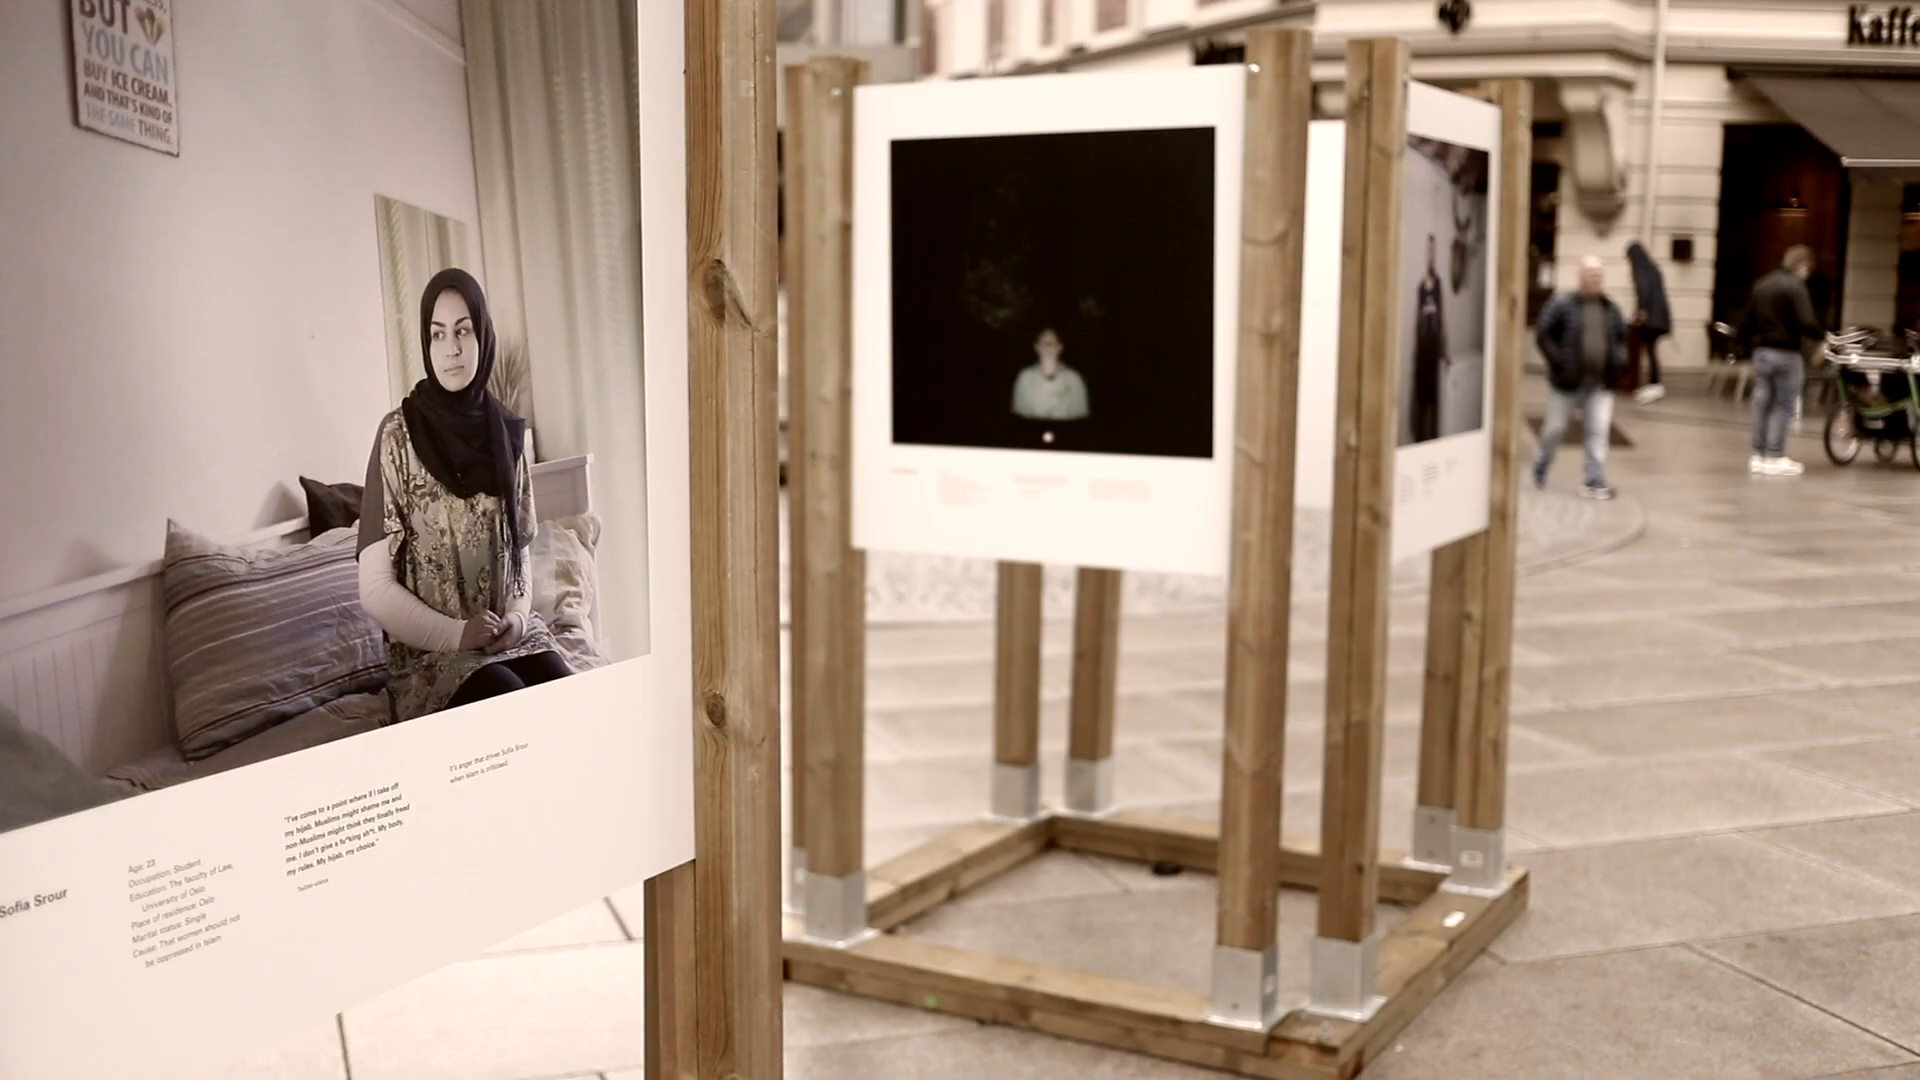 BUT
YOU CAN
BUY ICE CREAM.
AND THAT'S KIND OF
THE SAME THING.
Kaffe
Sofia Srour
Age: 23
Occupation: Student
Education: The faculty of Law,
University of Oslo
Place of residence: Oslo
Marital status: Single
Cause: That women should not
be oppressed in Islam
"I've come to a point where if I take off
my hijab, Muslims might shame me and
non-Muslims might think they finally freed
me. I don't give a fu*king sh*t. My body,
my rules. My hijab, my choice."
Twitter-status
It's anger that drives Sofia Srour
when Islam is criticised.